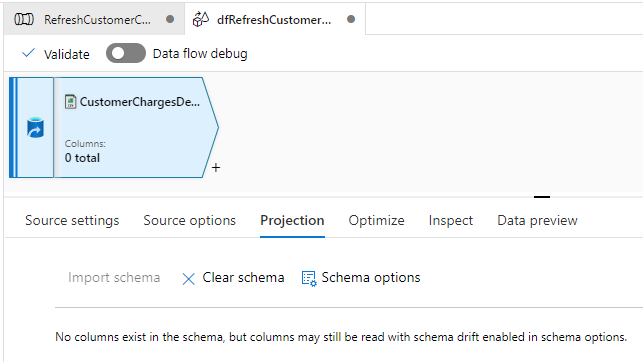 RefreshCustomerC...
dfRefreshCustomer...
Validate
Data flow debug
CustomerChargesDe...
Columns:
0 total
+
Source settings
Source options
Projection
Optimize
Inspect
Data preview
Import schema
Clear schema
Schema options
No columns exist in the schema, but columns may still be read with schema drift enabled in schema options.